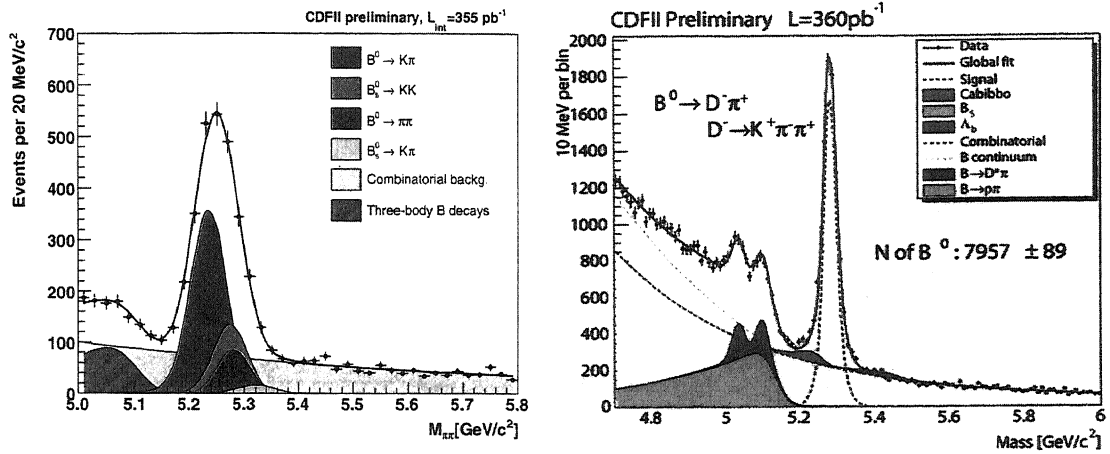 CDFII preliminary, L_int =355 pb⁻¹
Events per 20 MeV/c²
700
600
500
400
300
200
100
0
B⁰ → Kπ
B⁰s → KK
B⁰ → ππ
B⁰s → Kπ
Combinatorial backg.
Three-body B decays
5.0 5.1 5.2 5.3 5.4 5.5 5.6 5.7 5.8
Mππ[GeV/c²]
CDFII Preliminary L=360pb⁻¹
10 MeV per bin
2000
1800
1600
1400
1200
1000
800
600
400
200
0
B⁰→ D⁻π⁺
D⁻→K⁺π⁻π⁺
Data
Global fit
Signal
Cabibbo
Bs
Λb
Combinatorial
B continuum
B→D*π
B→ρπ
N of B⁰ : 7957 ±89
4.8 5 5.2 5.4 5.6 5.8 6
Mass [GeV/c²]